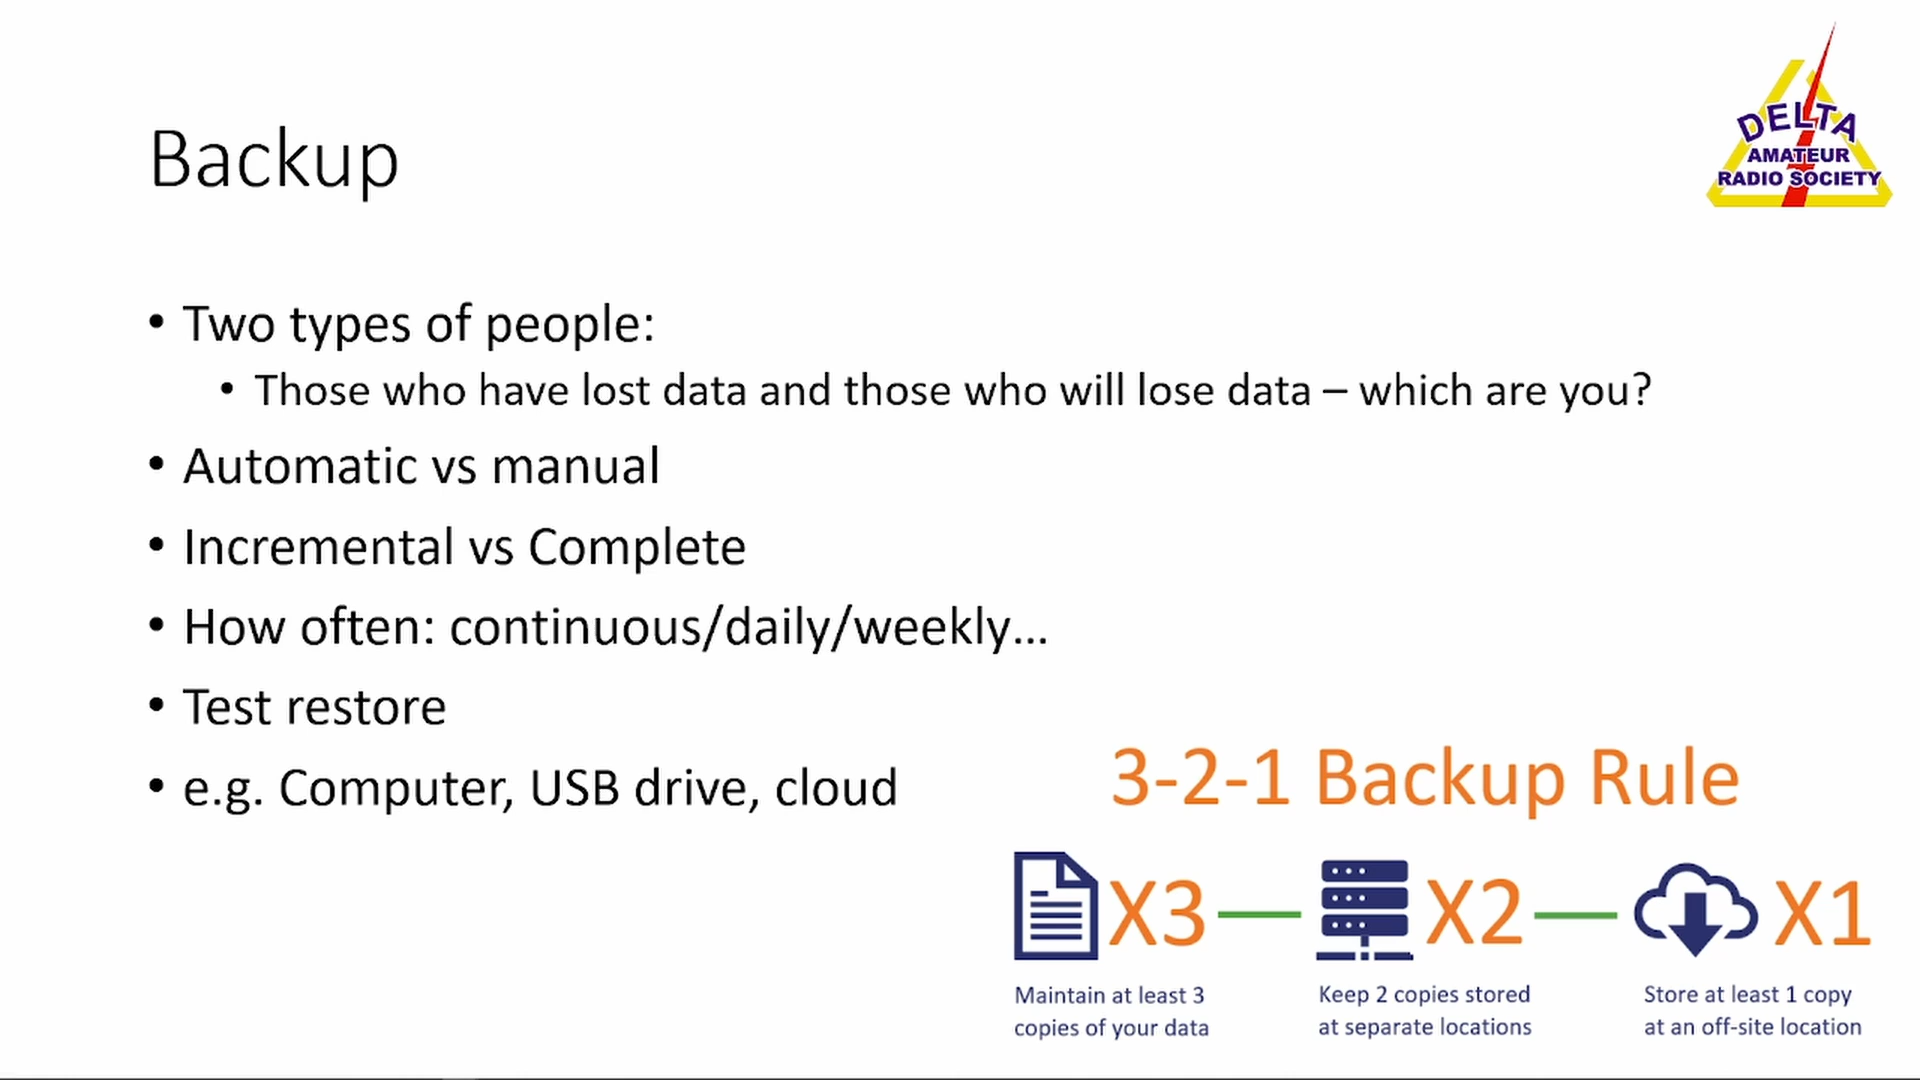 DELTA
AMATEUR
RADIO SOCIETY
Backup
• Two types of people:
• Those who have lost data and those who will lose data – which are you?
• Automatic vs manual
• Incremental vs Complete
• How often: continuous/daily/weekly...
• Test restore
• e.g. Computer, USB drive, cloud
3-2-1 Backup Rule
X3
X2
X1
Maintain at least 3
copies of your data
Keep 2 copies stored
at separate locations
Store at least 1 copy
at an off-site location